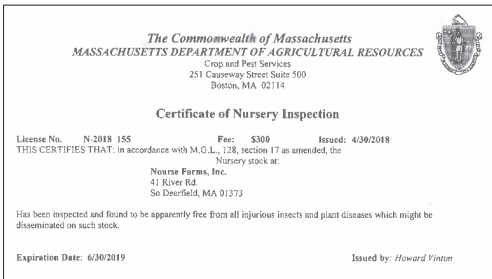 The Commonwealth of Massachusetts
MASSACHUSETTS DEPARTMENT OF AGRICULTURAL RESOURCES
Crop and Pest Services
251 Causeway Street Suite 500
Boston, MA 02114
Certificate of Nursery Inspection
License No. N-2018 155 Fee: $300 Issued: 4/30/2018
THIS CERTIFIES THAT: in accordance with M.G.L., 128, section 17 as amended, the
Nursery stock at:
Nourse Farms, Inc.
41 River Rd.
So Deerfield, MA 01373
Has been inspected and found to be apparently free from all injurious insects and plant diseases which might be
disseminated on such stock.
Expiration Date: 6/30/2019 Issued by: Howard Vinton